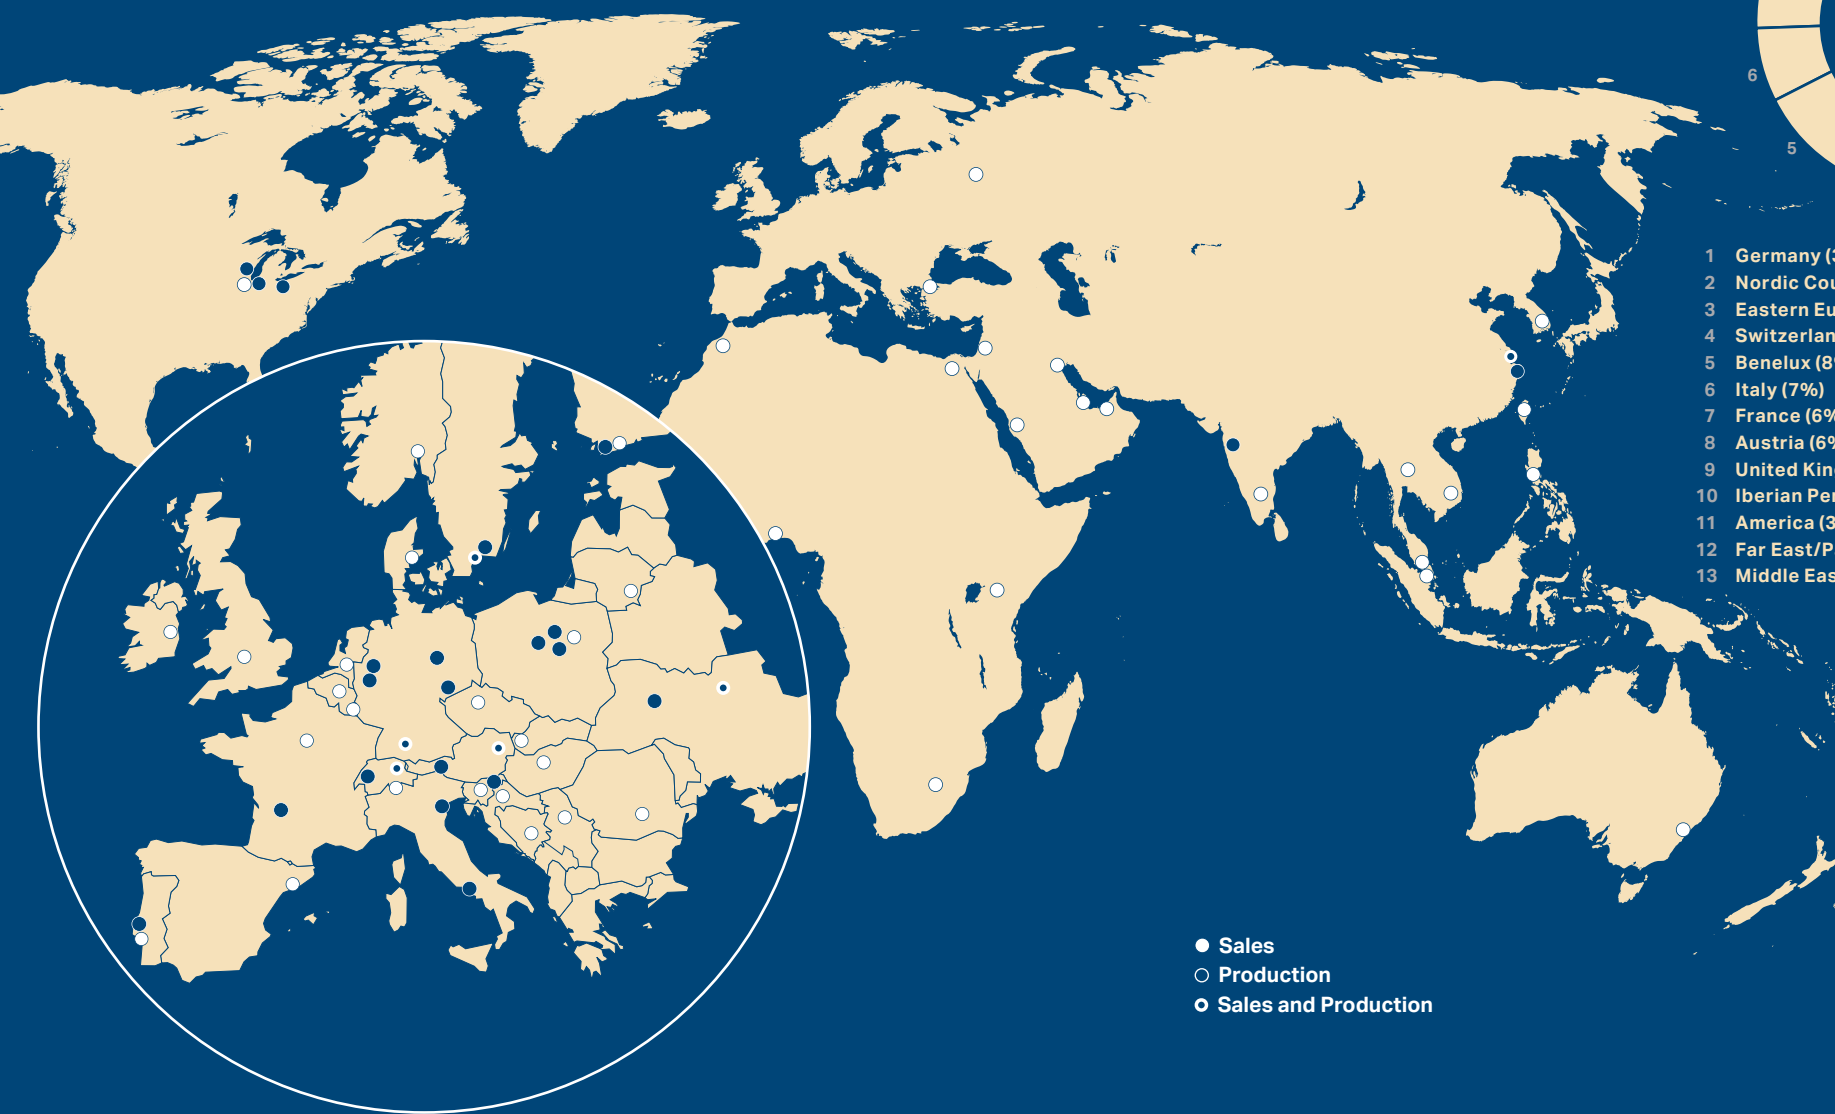 6
5
1 Germany (3
2 Nordic Cou
3 Eastern Eu
4 Switzerlan
5 Benelux (8%
6 Italy (7%)
7 France (6%
8 Austria (6%
9 United Kin
10 Iberian Pe
11 America (3
12 Far East/P
13 Middle Eas
Sales
Production
Sales and Production